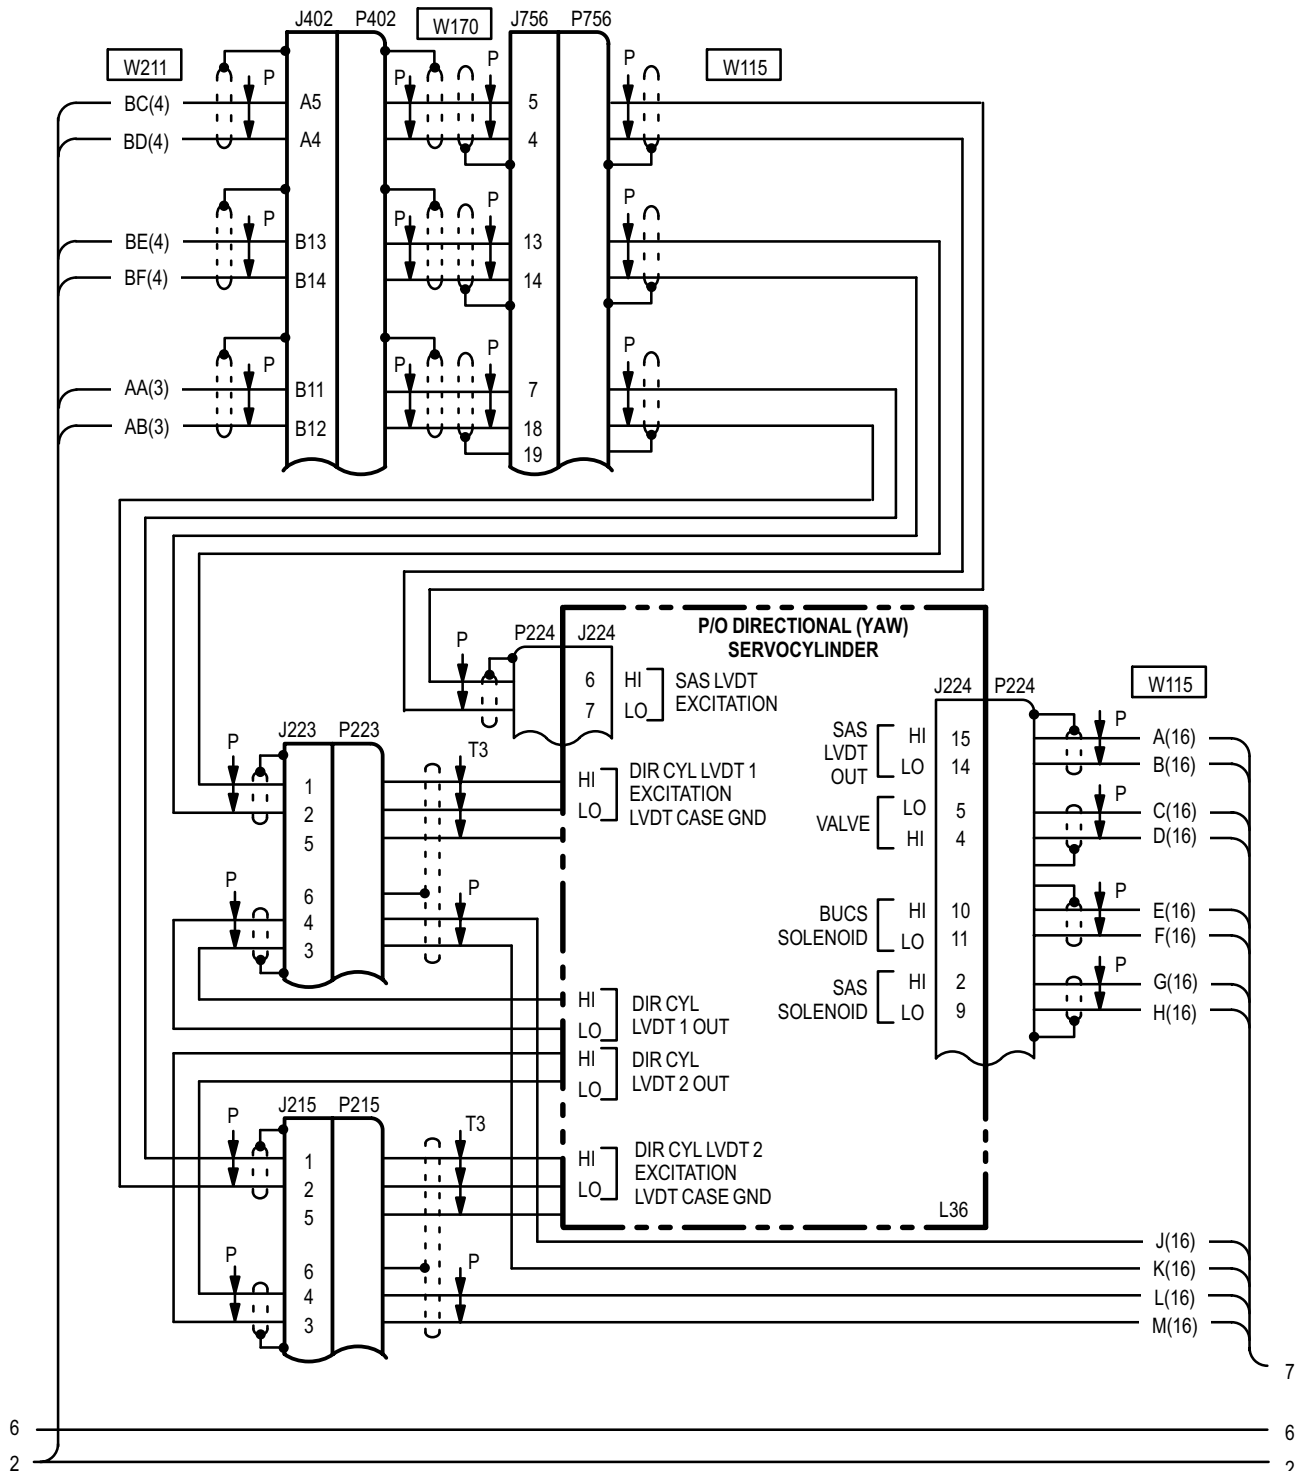 J402 P402 W170 J756 P756
W211 W115
P P P P
BC(4) A5 5
BD(4) A4 4
P P P P
BE(4) B13 13
BF(4) B14 14
P P P P
AA(3) B11 7
AB(3) B12 18
19
P/O DIRECTIONAL (YAW)
SERVOCYLINDER
P P224 J224
6 HI SAS LVDT
7 LO EXCITATION
J224 P224 W115
SAS HI 15 P A(16)
LVDT
OUT LO 14 B(16)
VALVE LO 5 P C(16)
HI 4 D(16)
BUCS HI 10 P E(16)
SOLENOID LO 11 F(16)
SAS HI 2 P G(16)
SOLENOID LO 9 H(16)
J223 P223
P T3
1 HI DIR CYL LVDT 1
2 LO EXCITATION
5 LVDT CASE GND
P P
6
4
3
HI DIR CYL
LO LVDT 1 OUT
HI DIR CYL
LO LVDT 2 OUT
J215 P215
P T3
1 HI DIR CYL LVDT 2
2 LO EXCITATION
5 LVDT CASE GND
L36
P P
6
4
3
J(16)
K(16)
L(16)
M(16)
7
6 6
2 2